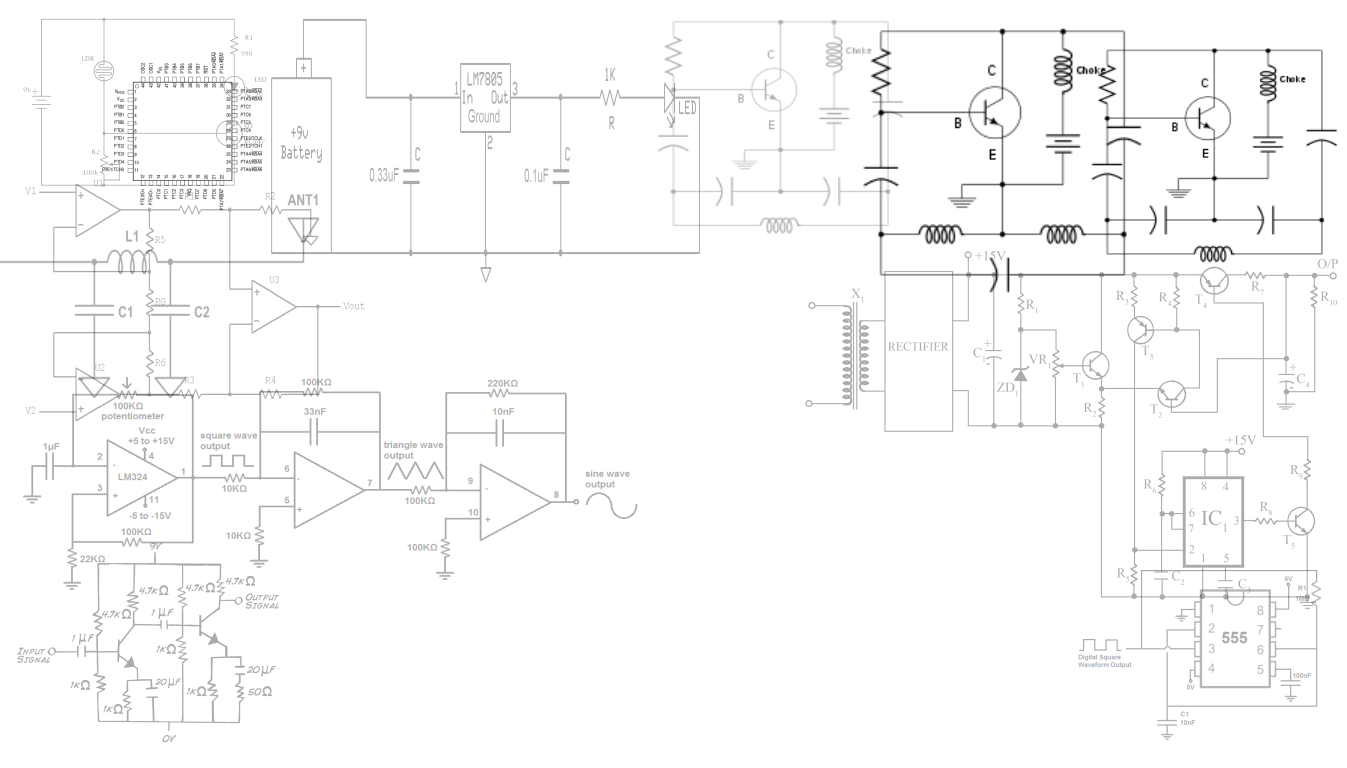 R1
390
LDR
LED
9V
R2
100k
LM7805
In Out
Ground
1
3
2
1K
R
LED
+9v
Battery
C
0.33uF
C
0.1uF
C
B
E
Choke
C
B
E
Choke
C
B
E
Choke
V1
U1
R2
ANT1
R5
L1
C1
RG
C2
U3
Vout
R6
U2
R3
R4
V2
100KΩ
potentiometer
Vcc
+5 to +15V
4
1µF
2
3
LM324
1
11
-5 to -15V
100KΩ
22KΩ
square wave
output
10KΩ
100KΩ
33nF
6
5
7
10KΩ
triangle wave
output
100KΩ
220KΩ
10nF
9
10
8
100KΩ
sine wave
output
9V
4.7KΩ
4.7KΩ
4.7KΩ
4.7KΩ
OUTPUT
SIGNAL
1µF
1µF
INPUT
SIGNAL
1KΩ
1KΩ
1KΩ
20µF
1KΩ
20µF
50Ω
0V
+15V
O/P
X1
RECTIFIER
C1
R1
ZD1
VR1
T1
R2
R3
R4
T3
T2
T4
R7
R10
C4
+15V
R6
8 4
6
7
IC1
3
2
1 5
R8
R9
T5
R5
C2
C3
5V
R1
1
2
3
4
555
8
7
6
5
5V
100nF
Digital Square
Waveform Output
C1
10nF